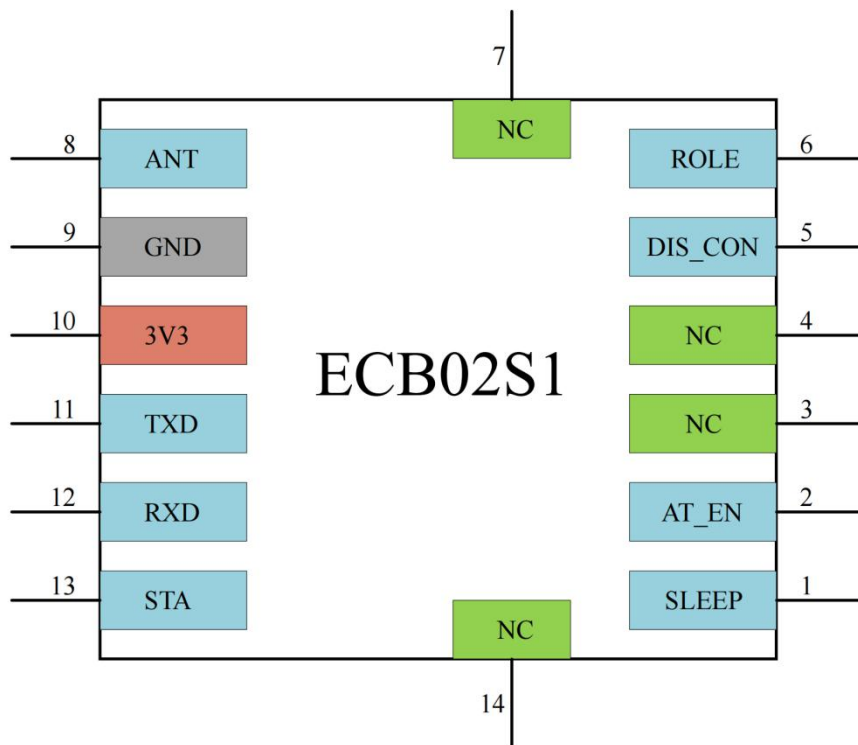 7
NC
8 ANT ROLE 6
9 GND DIS_CON 5
10 3V3 NC 4
ECB02S1
11 TXD NC 3
12 RXD AT_EN 2
13 STA SLEEP 1
NC
14